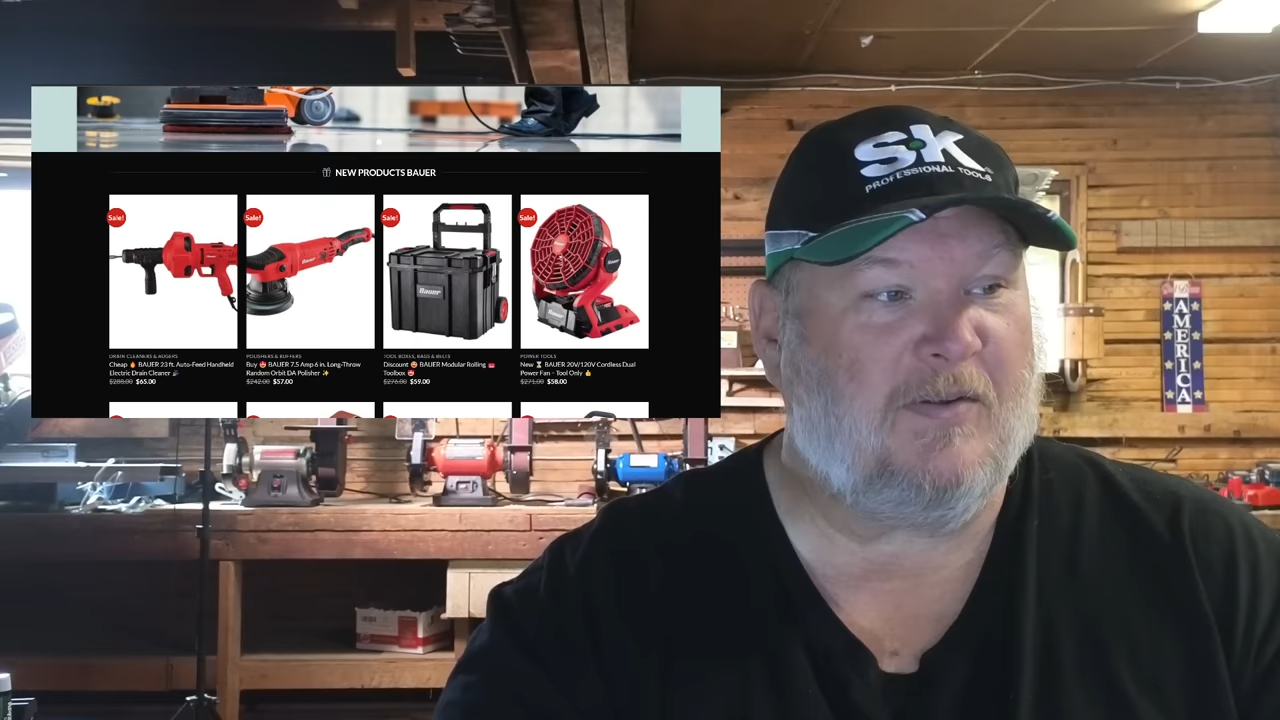 NEW PRODUCTS BAUER
Sale!
Sale!
Sale!
Sale!
Bauer
DRAIN CLEANERS & AUGERS
Cheap 🔥 BAUER 23 ft. Auto-Feed Handheld
Electric Drain Cleaner 🎉
$288.00 $65.00
POLISHERS & BUFFERS
Buy 😍 BAUER 7.5 Amp 6 in. Long-Throw
Random Orbit DA Polisher ✨
$242.00 $57.00
TOOL BOXES, BAGS & BELTS
Discount 🤩 BAUER Modular Rolling
Toolbox
$276.00 $59.00
POWER TOOLS
New ⌛ BAUER 20V/120V Cordless Dual
Power Fan – Tool Only 👍
$271.00 $58.00
SK
PROFESSIONAL TOOLS
AMERICA